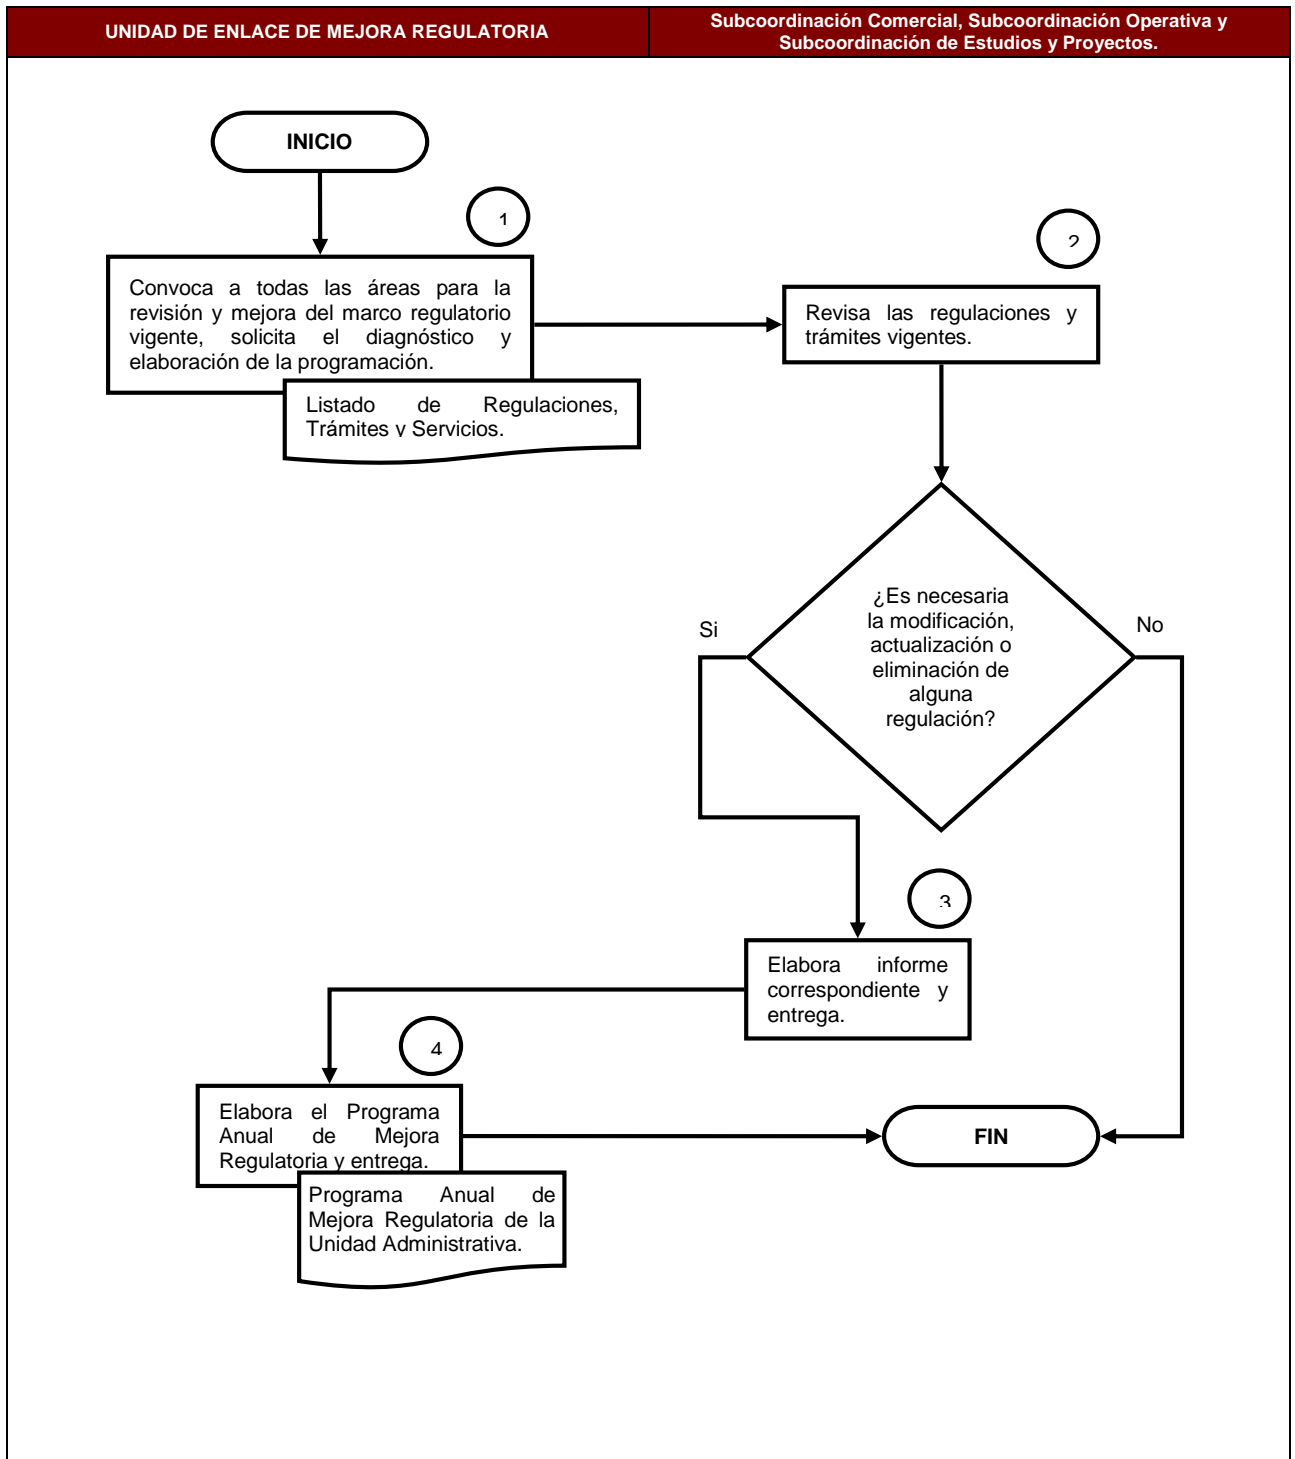 UNIDAD DE ENLACE DE MEJORA REGULATORIA
Subcoordinación Comercial, Subcoordinación Operativa y
Subcoordinación de Estudios y Proyectos.
INICIO
1
Convoca a todas las áreas para la
revisión y mejora del marco regulatorio
vigente, solicita el diagnóstico y
elaboración de la programación.
Listado de Regulaciones,
Trámites y Servicios.
2
Revisa las regulaciones y
trámites vigentes.
¿Es necesaria
la modificación,
actualización o
eliminación de
alguna
regulación?
Si
No
3
Elabora informe
correspondiente y
entrega.
4
Elabora el Programa
Anual de Mejora
Regulatoria y entrega.
Programa Anual de
Mejora Regulatoria de la
Unidad Administrativa.
FIN